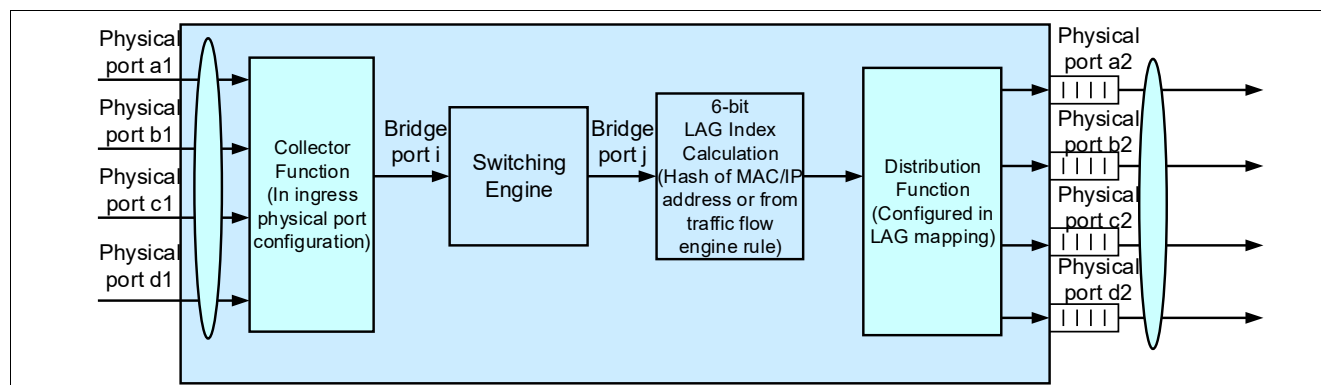 Physical
port a1
Physical
port b1
Physical
port c1
Physical
port d1
Collector
Function
(In ingress
physical port
configuration)
Bridge
port i
Switching
Engine
Bridge
port j
6-bit
LAG Index
Calculation
(Hash of MAC/IP
address or from
traffic flow
engine rule)
Distribution
Function
(Configured in
LAG mapping)
Physical
port a2
Physical
port b2
Physical
port c2
Physical
port d2